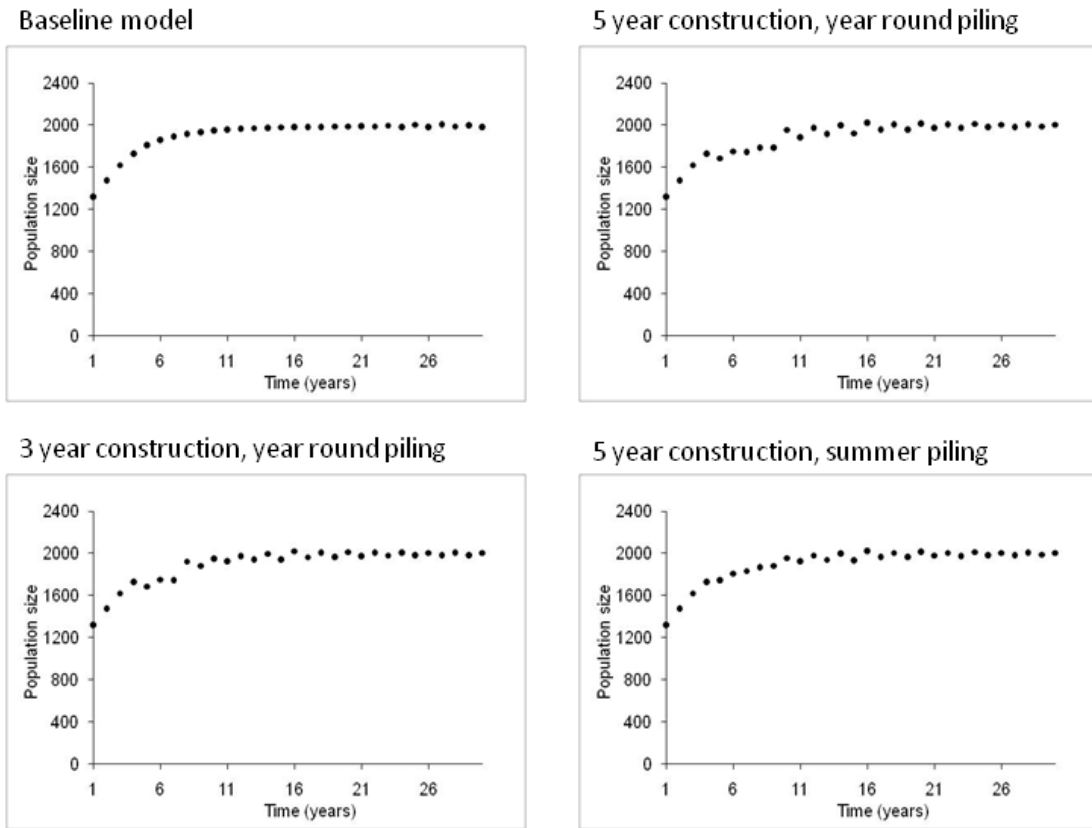 Baseline model
2400
2000
1600
1200
800
400
0
Population size
1 6 11 16 21 26
Time (years)
5 year construction, year round piling
2400
2000
1600
1200
800
400
0
Population size
1 6 11 16 21 26
Time (years)
3 year construction, year round piling
2400
2000
1600
1200
800
400
0
Population size
1 6 11 16 21 26
Time (years)
5 year construction, summer piling
2400
2000
1600
1200
800
400
0
Population size
1 6 11 16 21 26
Time (years)